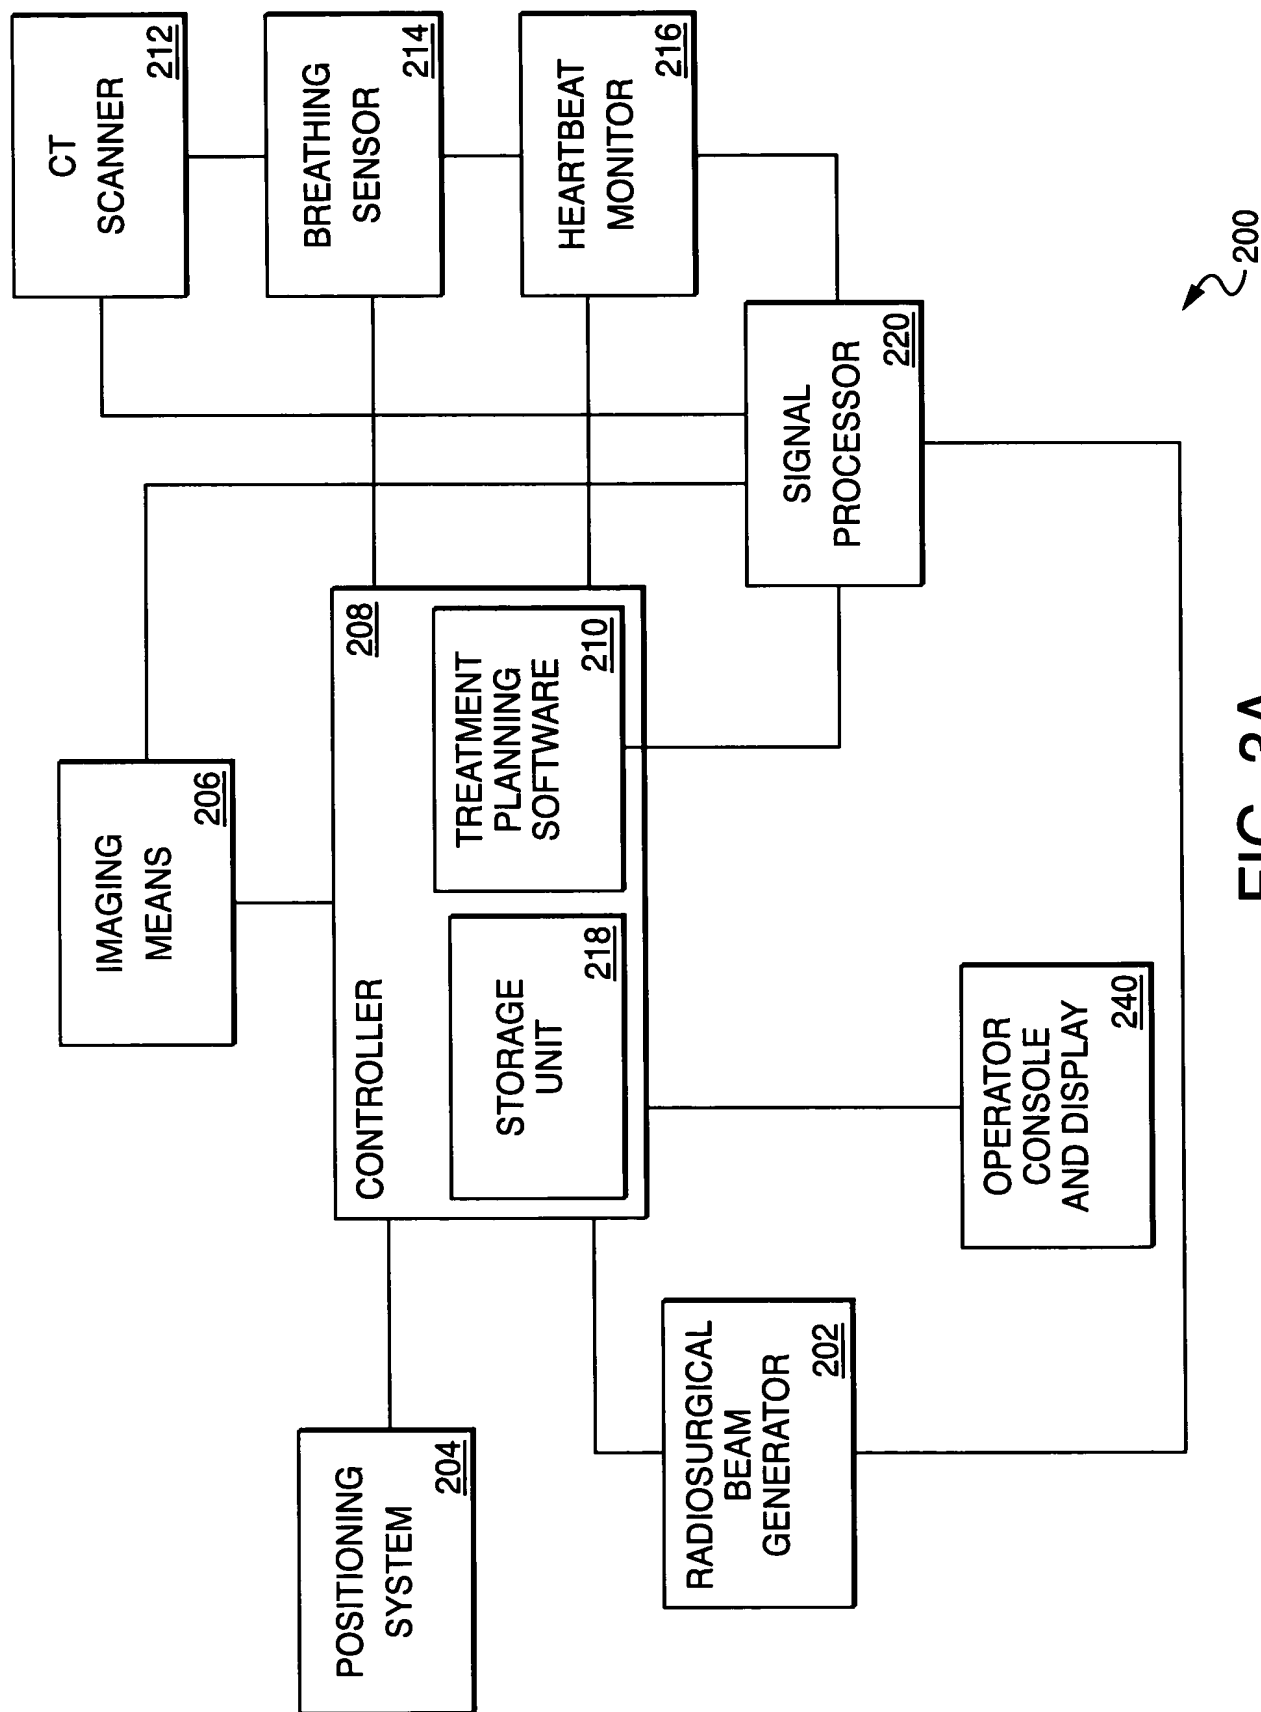 CT
SCANNER
212
IMAGING
MEANS
206
BREATHING
SENSOR
214
POSITIONING
SYSTEM
204
CONTROLLER
208
STORAGE
UNIT
218
TREATMENT
PLANNING
SOFTWARE
210
HEARTBEAT
MONITOR
216
RADIOSURGICAL
BEAM
GENERATOR
202
SIGNAL
PROCESSOR
220
OPERATOR
CONSOLE
AND DISPLAY
240
200
FIG.